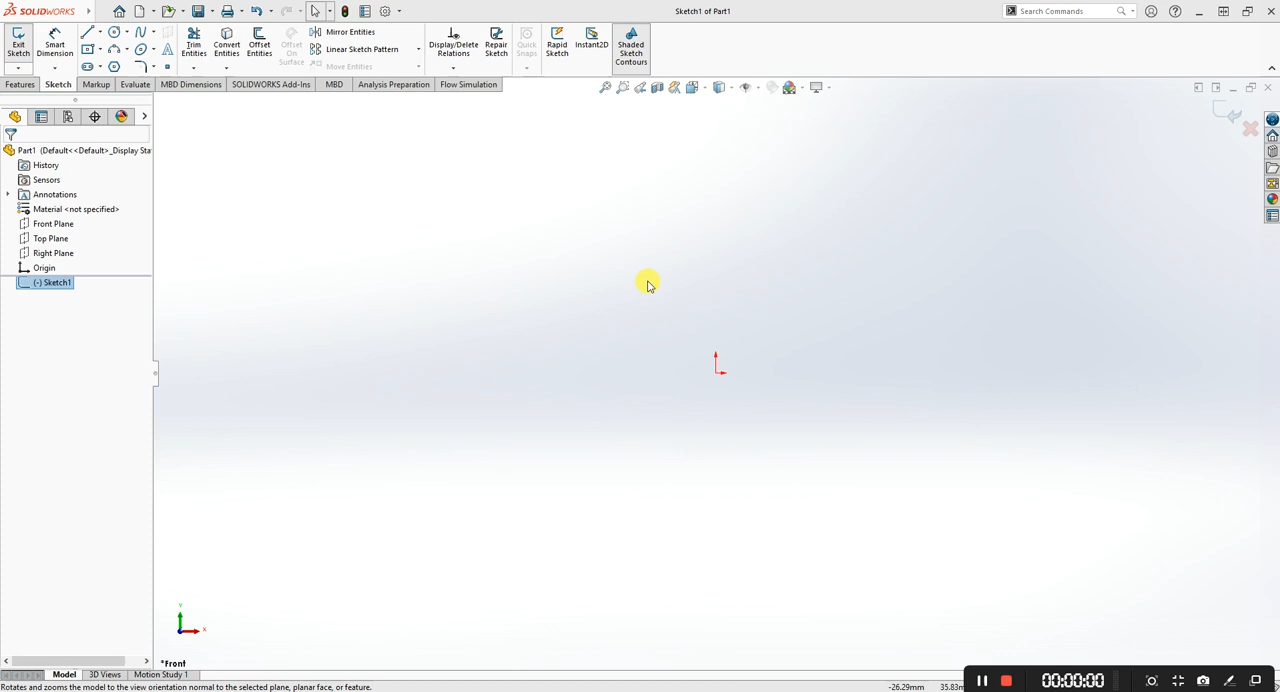 SOLIDWORKS
Sketch1 of Part1
Search Commands
Exit Sketch
Smart Dimension
Trim Entities
Convert Entities
Offset Entities
Offset On Surface
Mirror Entities
Linear Sketch Pattern
Move Entities
Display/Delete Relations
Repair Sketch
Quick Snaps
Rapid Sketch
Instant2D
Shaded Sketch Contours
Features Sketch Markup Evaluate MBD Dimensions SOLIDWORKS Add-Ins MBD Analysis Preparation Flow Simulation
Part1 (Default<<Default>_Display Sta
History
Sensors
Annotations
Material <not specified>
Front Plane
Top Plane
Right Plane
Origin
(-) Sketch1
Y
X
*Front
Model 3D Views Motion Study 1
Rotates and zooms the model to the view orientation normal to the selected plane, planar face, or feature.
-26.29mm 35.83m
00:00:00